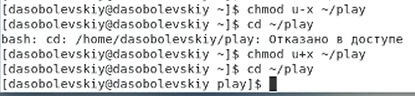 [dasobolevskiy@dasobolevskiy ~]$ chmod u-x ~/play
[dasobolevskiy@dasobolevskiy ~]$ cd ~/play
bash: cd: /home/dasobolevskiy/play: Отказано в доступе
[dasobolevskiy@dasobolevskiy ~]$ chmod u+x ~/play
[dasobolevskiy@dasobolevskiy ~]$ cd ~/play
[dasobolevskiy@dasobolevskiy play]$